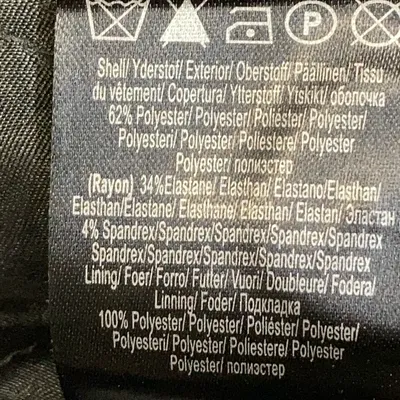 Shell/ Yderstof/ Exterior/ Oberstoff/ Päällinen/ Tissu
du vêtement/ Copertura/ Ytterstoff/ Yiskikt/ оболочка
62% Polyester/ Polyester/ Poliéster/ Polyester/
Polyesteri/ Polyester/ Poliestere/ Polyester/
Polyester/ полиэстер
(Rayon) 34%Elastane/ Elasthan/ Elastano/Elasthan/
Elasthan/Elastane/ Elasthane/ Elasthan/ Elastan/ Эластан
4% Spandrex/Spandrex/Spandrex/Spandrex/Spandrex
Spandrex/Spandrex/Spandrex/Spandrex/Spandrex
Lining/ Foer/ Forro/ Futter/ Vuori/ Doubleure/ Fodera/
Linning/ Foder/ Подкладка
100% Polyester/ Polyester/ Poliéster/ Polyester/
Polyesteri/ Polyester/ Poliestere/ Polyester/
Polyester/ полиэстер